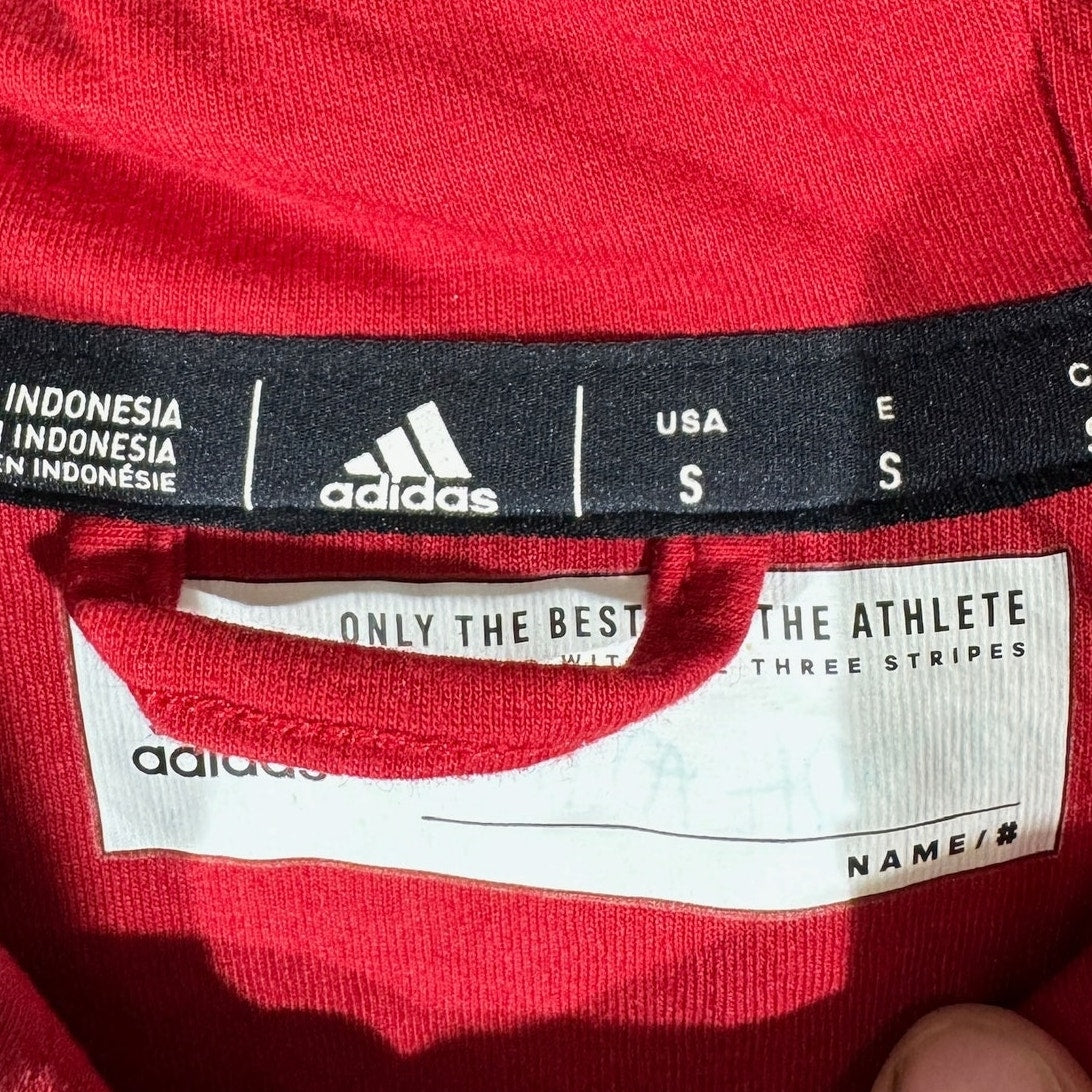 INDONESIA
INDONESIA
EN INDONÉSIE
adidas
USA
S
E
S
C
S
ONLY THE BEST THE ATHLETE
THREE STRIPES
adidas
NAME/#